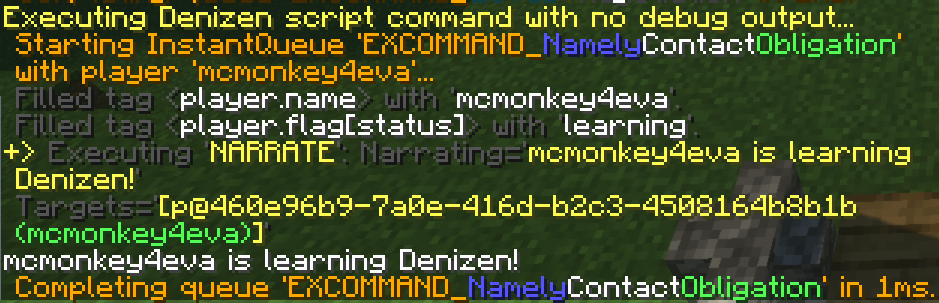 Executing Denizen script command with no debug output...
Starting InstantQueue 'EXCOMMAND_NamelyContactObligation'
with player 'mcmonkey4eva'...
Filled tag <player.name> with 'mcmonkey4eva'.
Filled tag <player.flag[status]> with 'learning'.
+> Executing 'NARRATE': Narrating='mcmonkey4eva is learning
Denizen!'
Targets='[p@460e96b9-7a0e-416d-b2c3-4508164b8b1b
(mcmonkey4eva)]'
mcmonkey4eva is learning Denizen!
Completing queue 'EXCOMMAND_NamelyContactObligation' in 1ms.